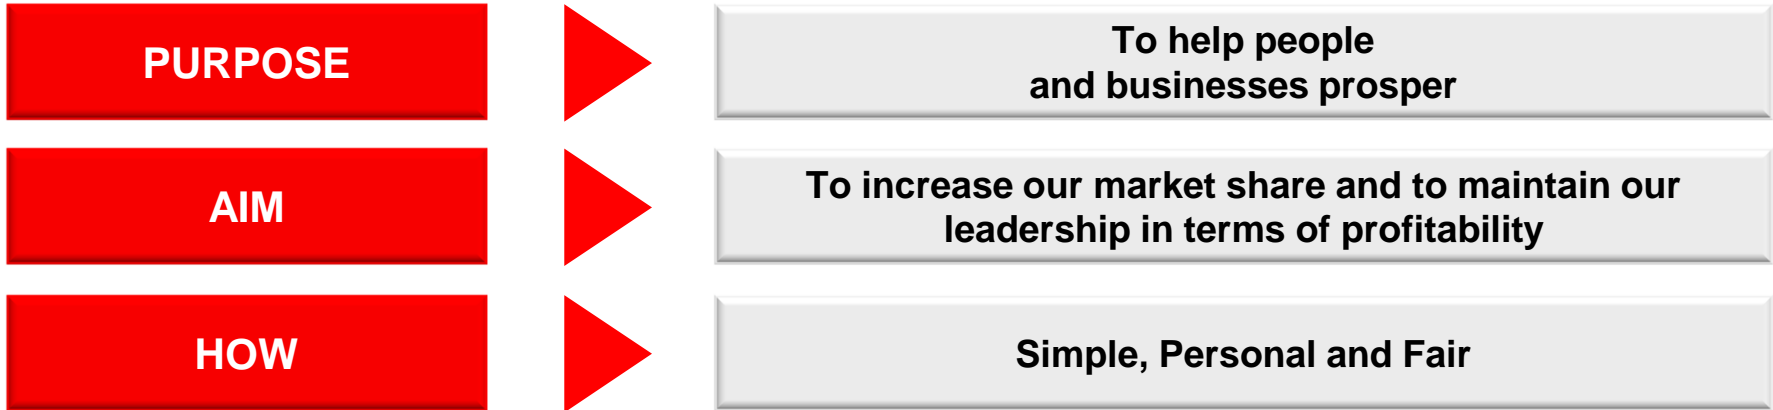 PURPOSE
To help people
and businesses prosper
AIM
To increase our market share and to maintain our
leadership in terms of profitability
HOW
Simple, Personal and Fair